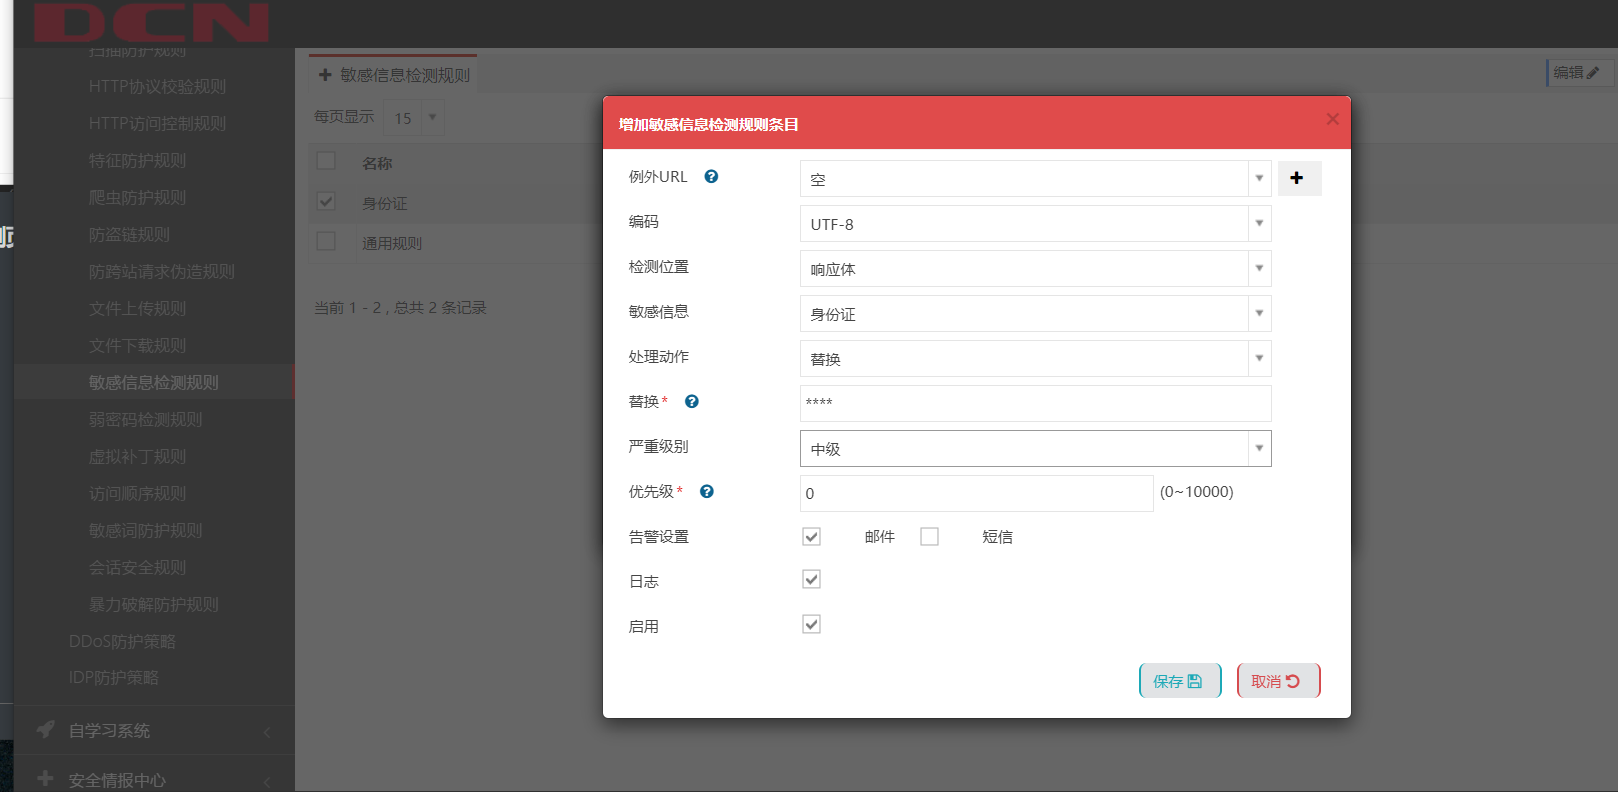 DCN
扫描防护规则
HTTP协议校验规则
HTTP访问控制规则
特征防护规则
爬虫防护规则
防盗链规则
防跨站请求伪造规则
文件上传规则
文件下载规则
敏感信息检测规则
弱密码检测规则
虚拟补丁规则
访问顺序规则
敏感词防护规则
会话安全规则
暴力破解防护规则
DDoS防护策略
IDP防护策略
自学习系统
安全情报中心
敏感信息检测规则
编辑
每页显示 15
名称
身份证
通用规则
当前 1 - 2 , 总共 2 条记录
增加敏感信息检测规则条目
例外URL 空
编码 UTF-8
检测位置 响应体
敏感信息 身份证
处理动作 替换
替换* ****
严重级别 中级
优先级* 0 (0~10000)
告警设置 邮件 短信
日志
启用
保存 取消